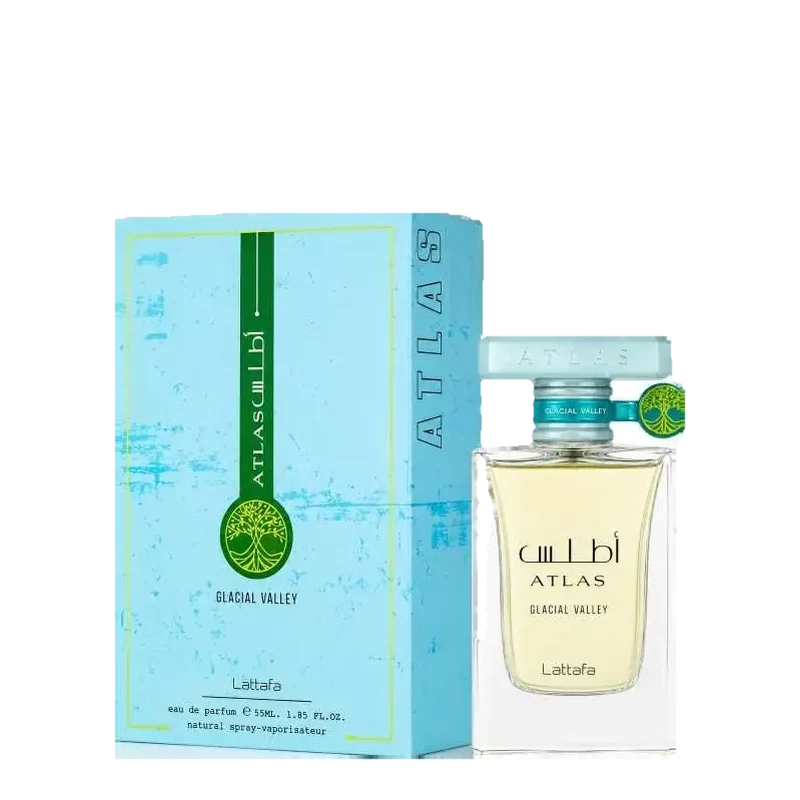 ATLAS أطلس
GLACIAL VALLEY
Lattafa
eau de parfum e 55ML. 1.85 FL.OZ.
natural spray-vaporisateur
ATLAS
ATLAS
GLACIAL VALLEY
أطلس
ATLAS
GLACIAL VALLEY
Lattafa